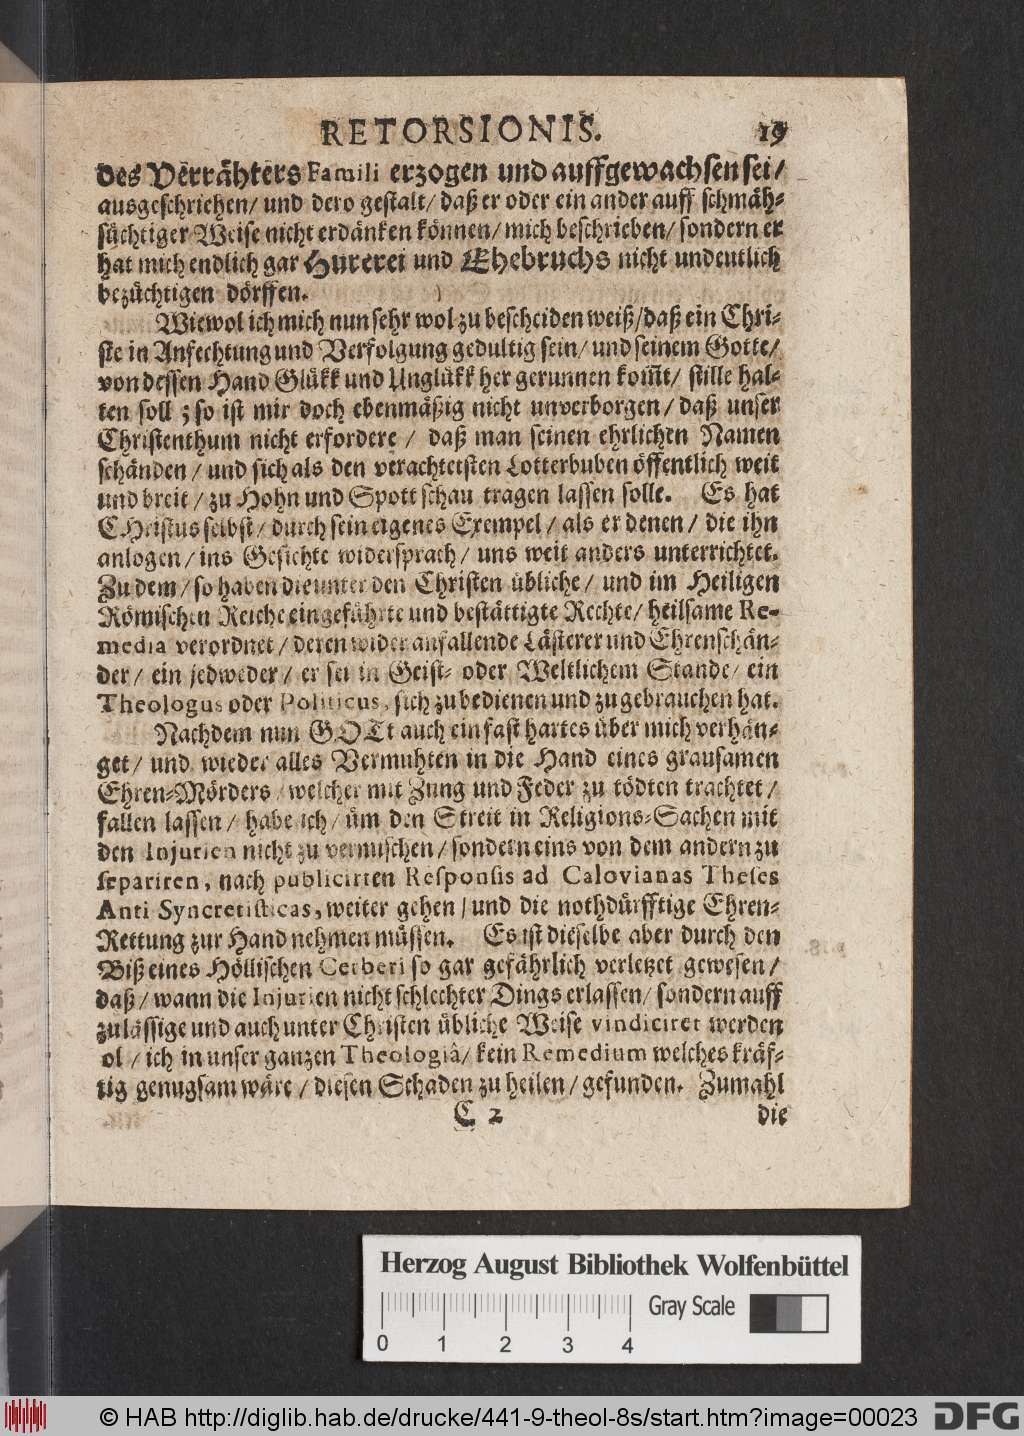 RETORSIONIS. 19
des Verrähters Famili erzogen und auffgewachsen sei/
ausgeschriehen/ und dero gestalt/ daß er oder ein ander auff schmäh-
süchtiger Weise nicht erdänken können/ mich beschrieben/ sondern er
hat mich endlich gar Hurerei und Ehebruchs nicht undeutlich
bezüchtigen dörffen.
Wiewol ich mich nun sehr wol zu bescheiden weiß/ daß ein Chri-
ste in Anfechtung und Verfolgung gedultig sein/ und seinem Gotte/
von dessen Hand Glükk und Unglükk her gerunnen kom̃t/ stille hal-
ten soll; so ist mir doch ebenmäßig nicht unverborgen/ daß unser
Christenthum nicht erfordere/ daß man seinen ehrlichen Namen
schänden/ und sich als den verachtetsten Lotterbuben öffentlich weit
und breit/ zu Hohn und Spott schau tragen lassen solle. Es hat
CHristus selbst/ durch sein eigenes Exempel/ als er denen/ die ihn
anlogen/ ins Gesichte widersprach/ uns weit anders unterrichtet.
Zu dem/ so haben die unter den Christen übliche/ und im Heiligen
Römischen Reiche eingeführte und bestättigte Rechte/ heilsame Re-
media verordnet/ deren wider anfallende Lästerer und Ehrenschän-
der/ ein jedweder/ er sei in Geist- oder Weltlichem Stande/ ein
Theologus oder Politicus, sich zu bedienen und zu gebrauchen hat.
Nachdem nun GOTt auch ein fast hartes über mich verhän-
get/ und wieder alles Vermuhten in die Hand eines grausamen
Ehren-Mörders/ welcher mit Zung und Feder zu tödten trachtet/
fallen lassen/ habe ich/ üm den Streit in Religions-Sachen mit
den Injurien nicht zu vermischen/ sondern eins von dem andern zu
separiren, nach publicirten Responsis ad Calovianas Theses
Anti Syncretisticas, weiter gehen/ und die nothdürfftige Ehren-
Rettung zur Hand nehmen müssen. Es ist dieselbe aber durch den
Biß eines Höllischen Cerberi so gar gefährlich verletzet gewesen/
daß/ wann die Injurien nicht schlechter Dings erlassen/ sondern auff
zulässige und auch unter Christen übliche Weise vindiciret werden
ol/ ich in unser ganzen Theologiâ/ kein Remedium welches kräf-
tig genugsam wäre/ diesen Schaden zu heilen/ gefunden. Zumahl
C 2 die
Herzog August Bibliothek Wolfenbüttel
Gray Scale
0 1 2 3 4
© HAB http://diglib.hab.de/drucke/441-9-theol-8s/start.htm?image=00023 DFG